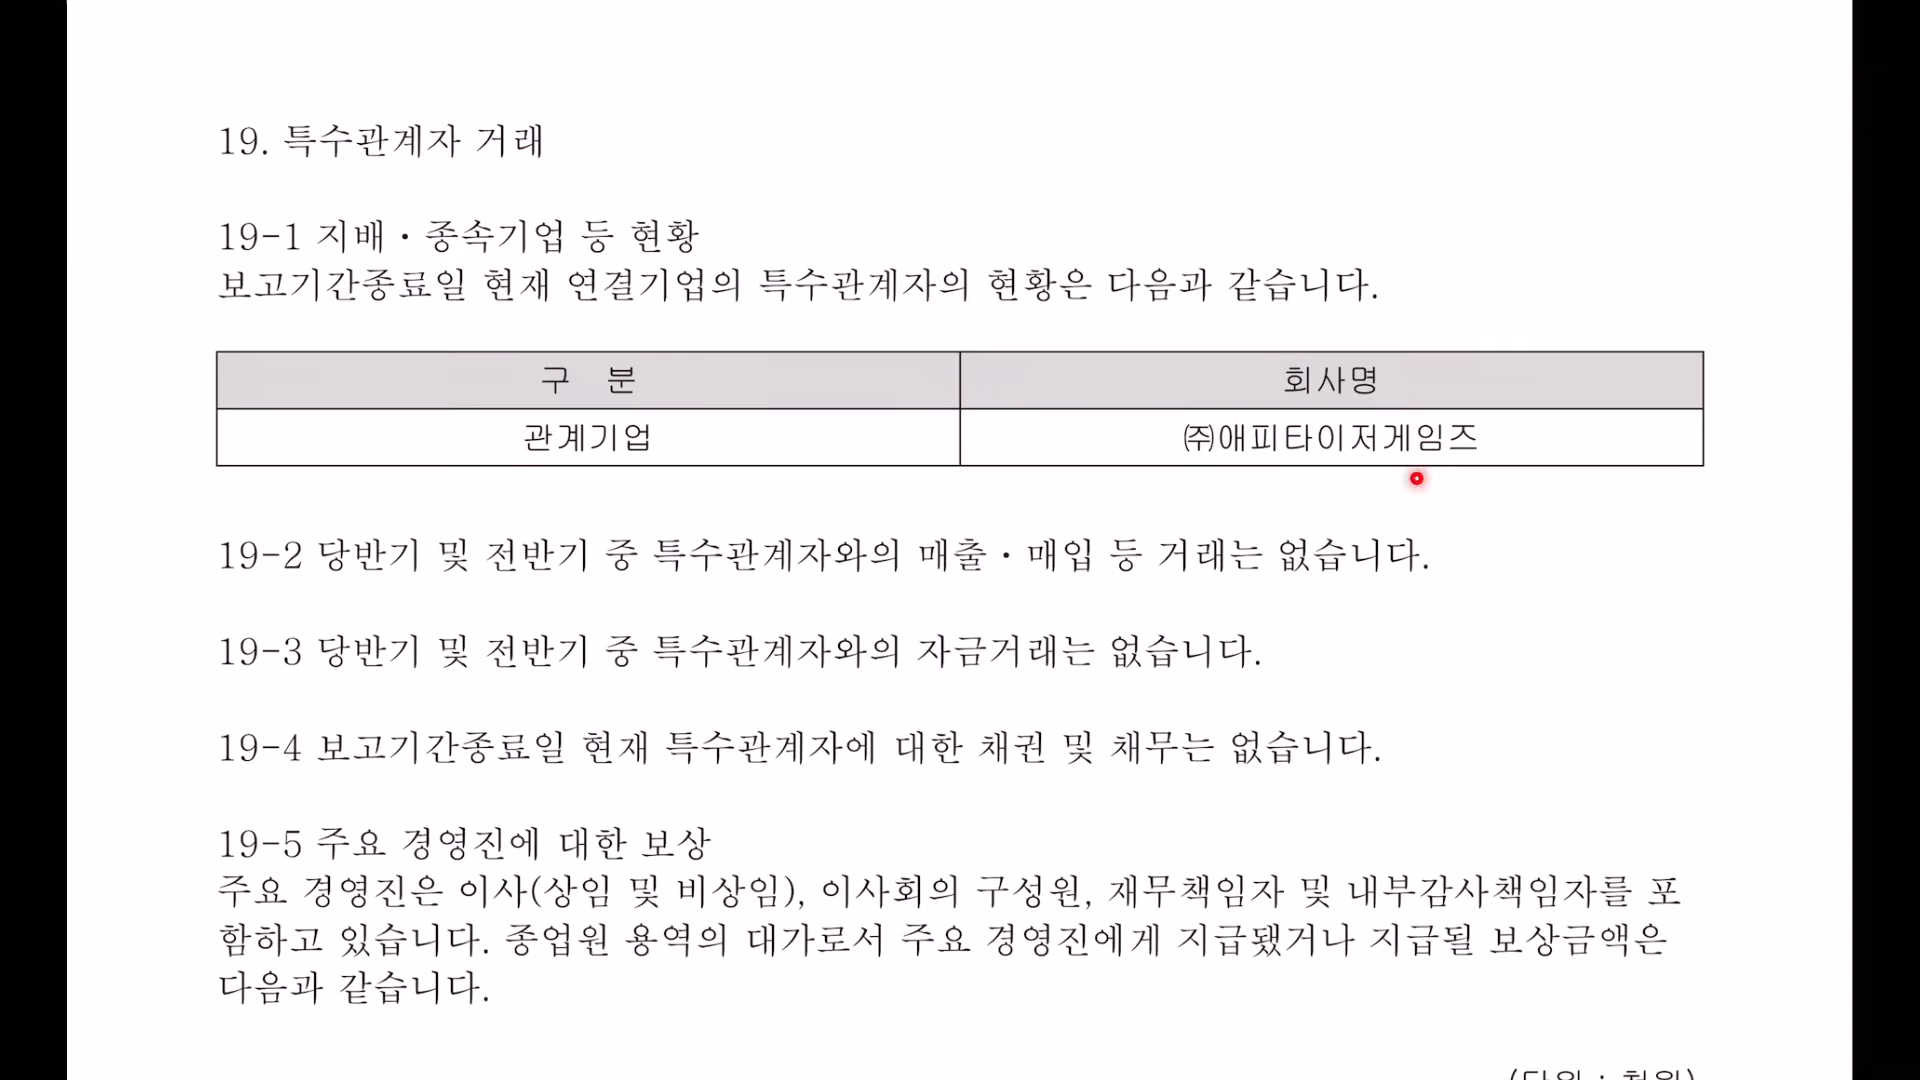 19. 특수관계자 거래
19-1 지배·종속기업 등 현황
보고기간종료일 현재 연결기업의 특수관계자의 현황은 다음과 같습니다.
구 분 회사명
관계기업 ㈜애피타이저게임즈
19-2 당반기 및 전반기 중 특수관계자와의 매출·매입 등 거래는 없습니다.
19-3 당반기 및 전반기 중 특수관계자와의 자금거래는 없습니다.
19-4 보고기간종료일 현재 특수관계자에 대한 채권 및 채무는 없습니다.
19-5 주요 경영진에 대한 보상
주요 경영진은 이사(상임 및 비상임), 이사회의 구성원, 재무책임자 및 내부감사책임자를 포
함하고 있습니다. 종업원 용역의 대가로서 주요 경영진에게 지급됐거나 지급될 보상금액은
다음과 같습니다.